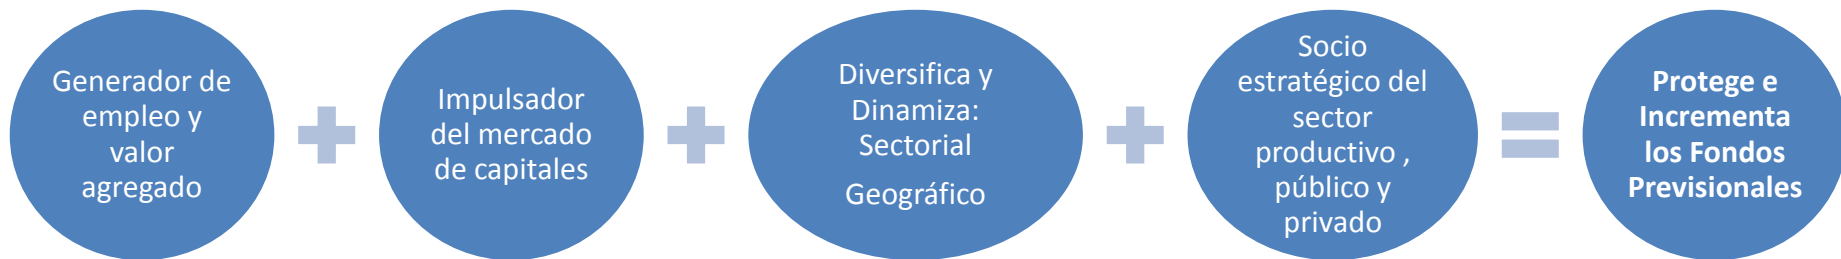 Generador de
empleo y
valor
agregado
Impulsador
del mercado
de capitales
Diversifica y
Dinamiza:
Sectorial
Geográfico
Socio
estratégico del
sector
productivo ,
público y
privado
Protege e
Incrementa
los Fondos
Previsionales